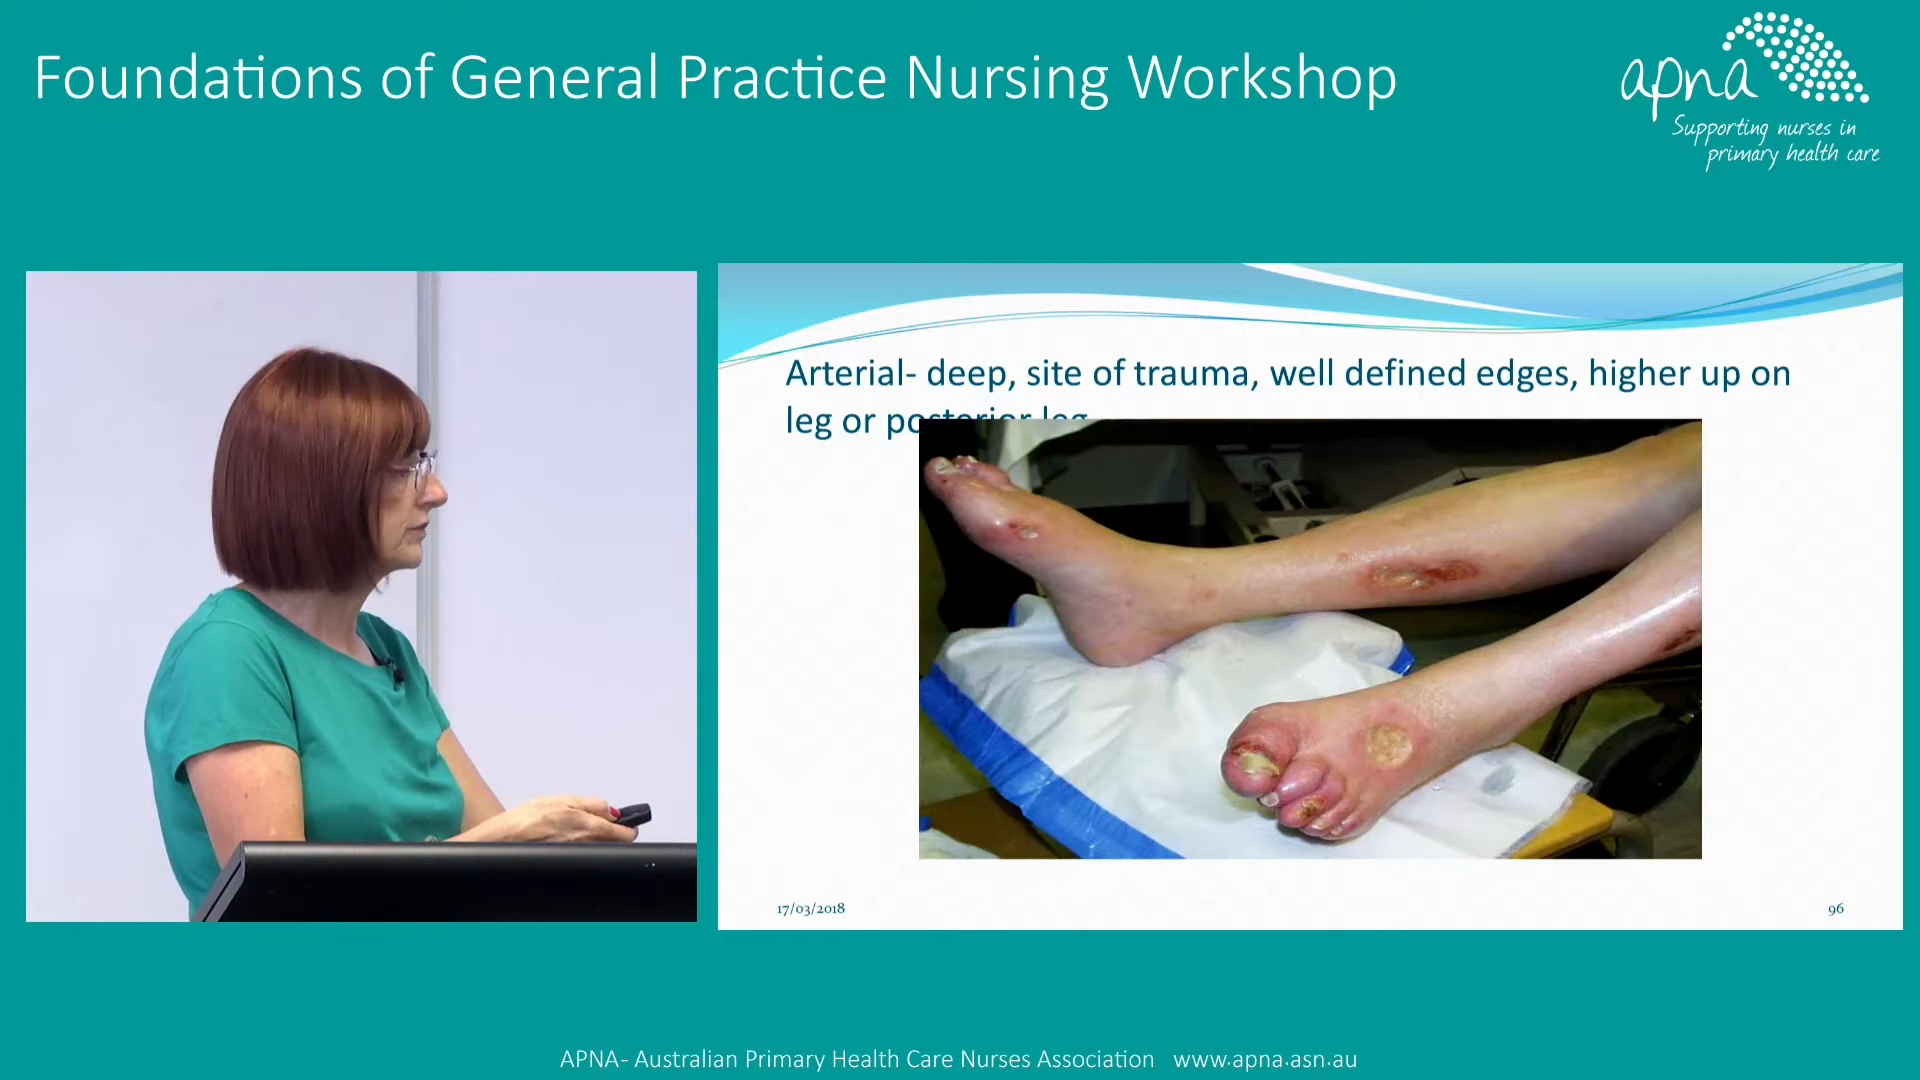 Foundations of General Practice Nursing Workshop
apna
Supporting nurses in
primary health care
Arterial- deep, site of trauma, well defined edges, higher up on
leg or posterior leg
17/03/2018
96
APNA- Australian Primary Health Care Nurses Association www.apna.asn.au